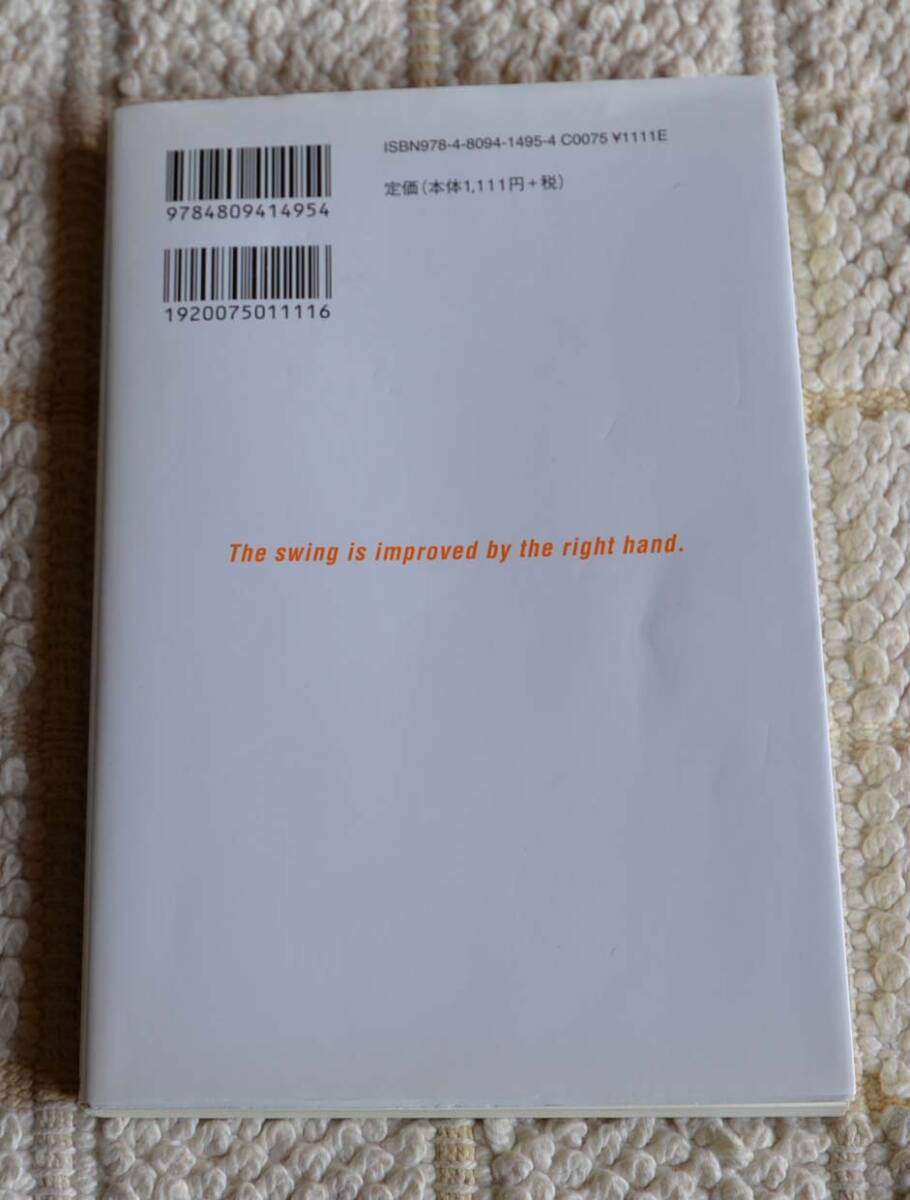 ISBN978-4-8094-1495-4 C0075 ¥1111E
定価(本体1,111円+税)
9784809414954
1920075011116
The swing is improved by the right hand.